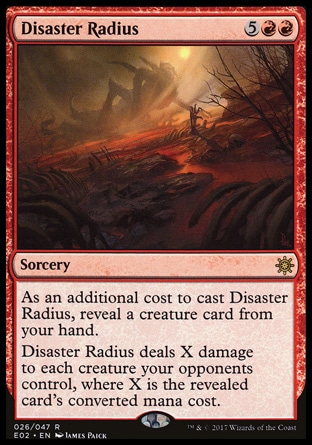 Disaster Radius 5
Sorcery
As an additional cost to cast Disaster
Radius, reveal a creature card from
your hand.
Disaster Radius deals X damage
to each creature your opponents
control, where X is the revealed
card's converted mana cost.
026/047 R
E02 • EN JAMES PAICK ™ & © 2017 Wizards of the Coast